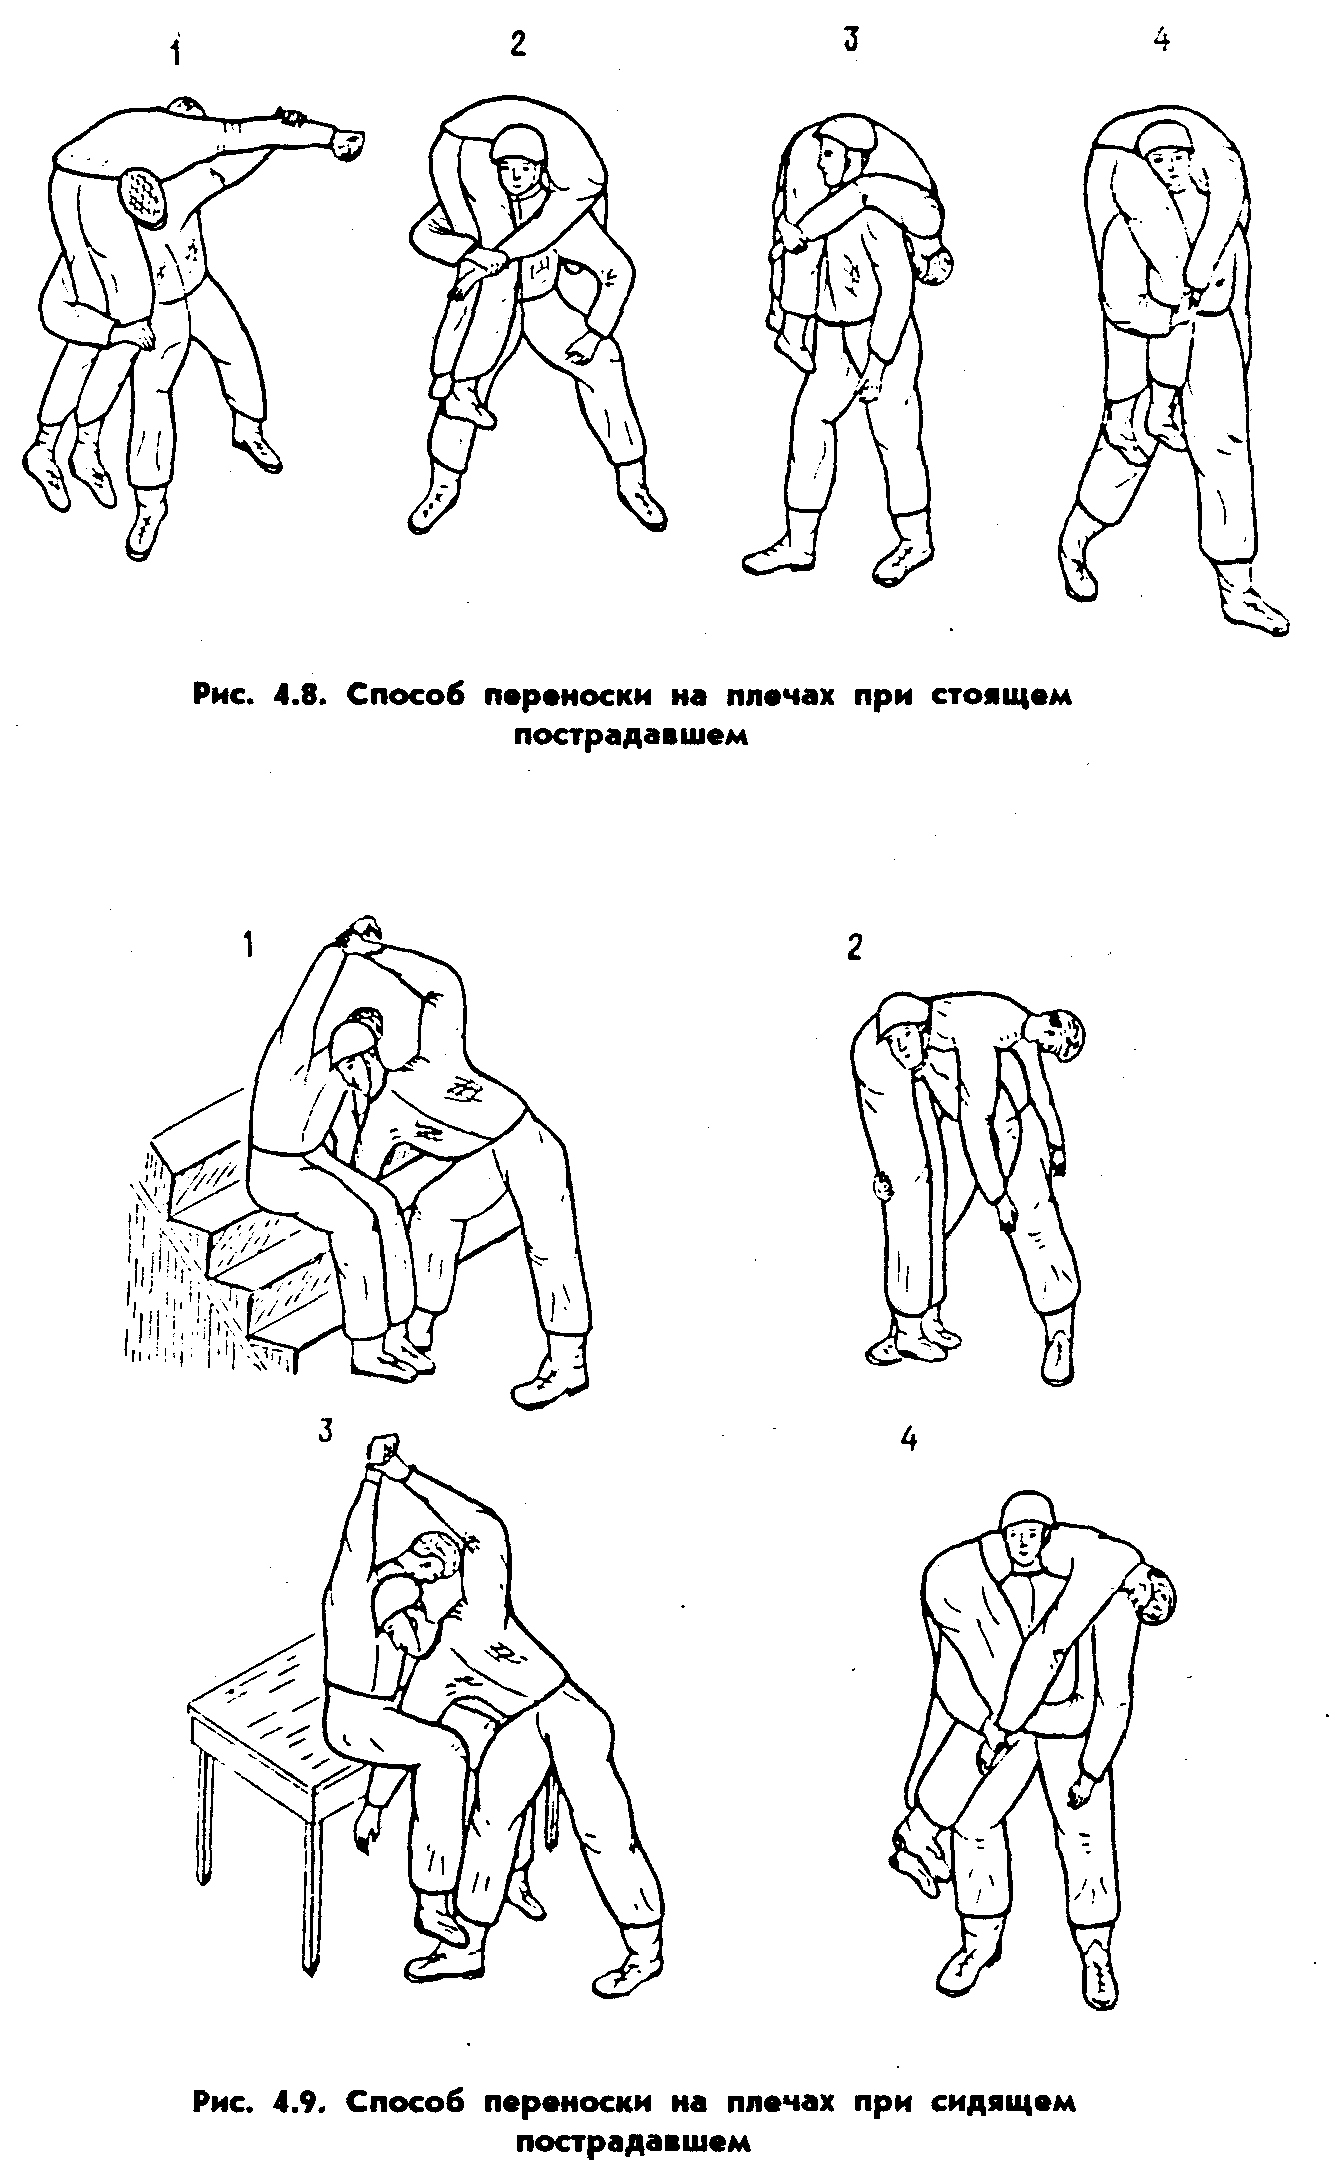 1 2 3 4
Рис. 4.8. Способ переноски на плечах при стоящем
пострадавшем
1 2
3 4
Рис. 4.9. Способ переноски на плечах при сидящем
пострадавшем